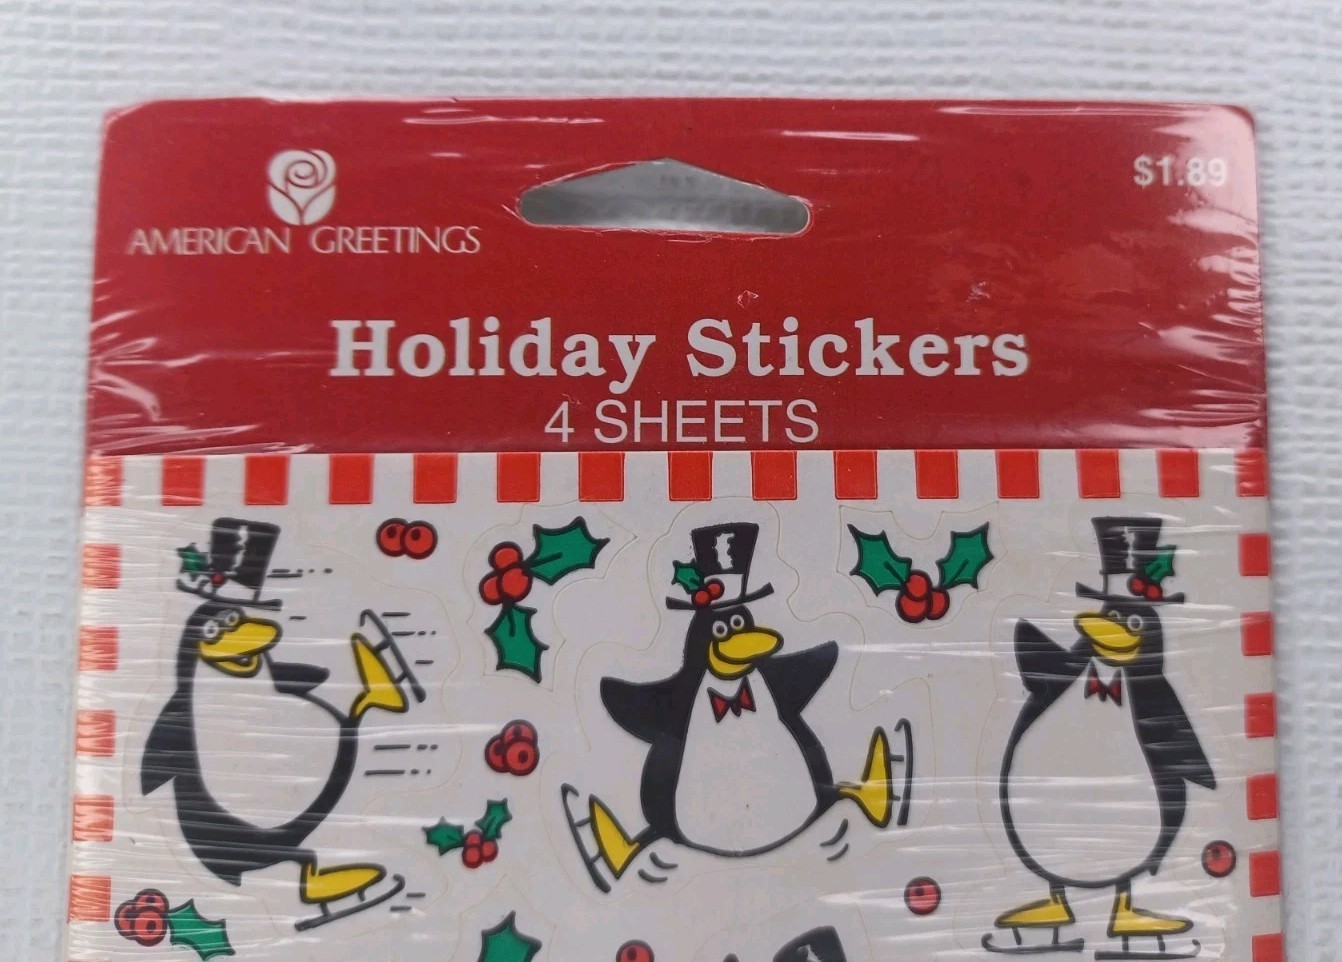 AMERICAN GREETINGS
$1.89
Holiday Stickers
4 SHEETS